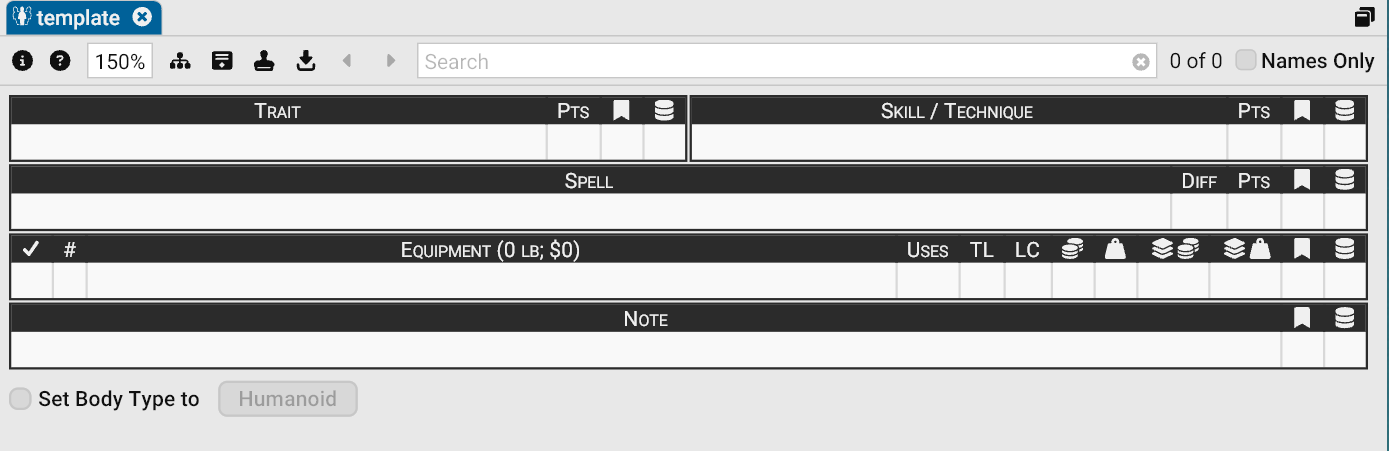 template
150%
Search
0 of 0
Names Only
Trait Pts
Skill / Technique Pts
Spell Diff Pts
# Equipment (0 lb; $0) Uses TL LC
Note
Set Body Type to
Humanoid